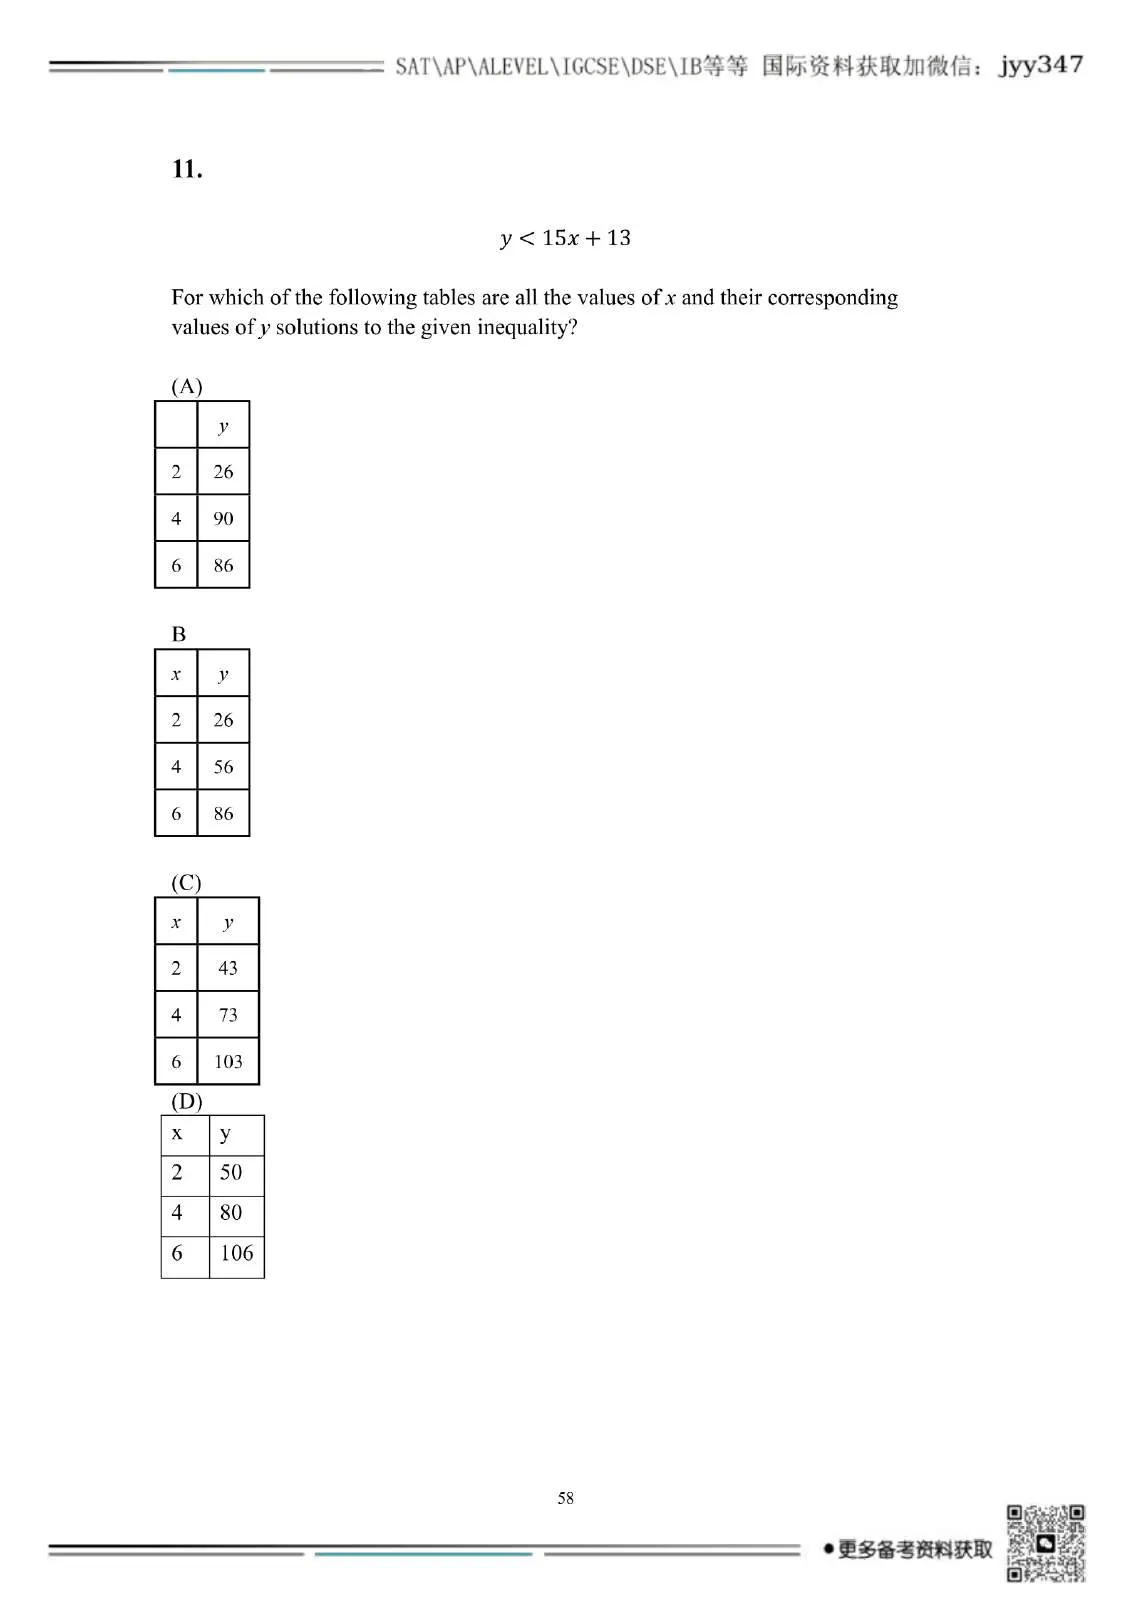 SAT\AP\ALEVEL\IGCSE\DSE\IB等等 国际资料获取加微信：jyy347
11.
y < 15x + 13
For which of the following tables are all the values of x and their corresponding
values of y solutions to the given inequality?
(A)
y
2 26
4 90
6 86
B
x y
2 26
4 56
6 86
(C)
x y
2 43
4 73
6 103
(D)
x y
2 50
4 80
6 106
58
●更多备考资料获取